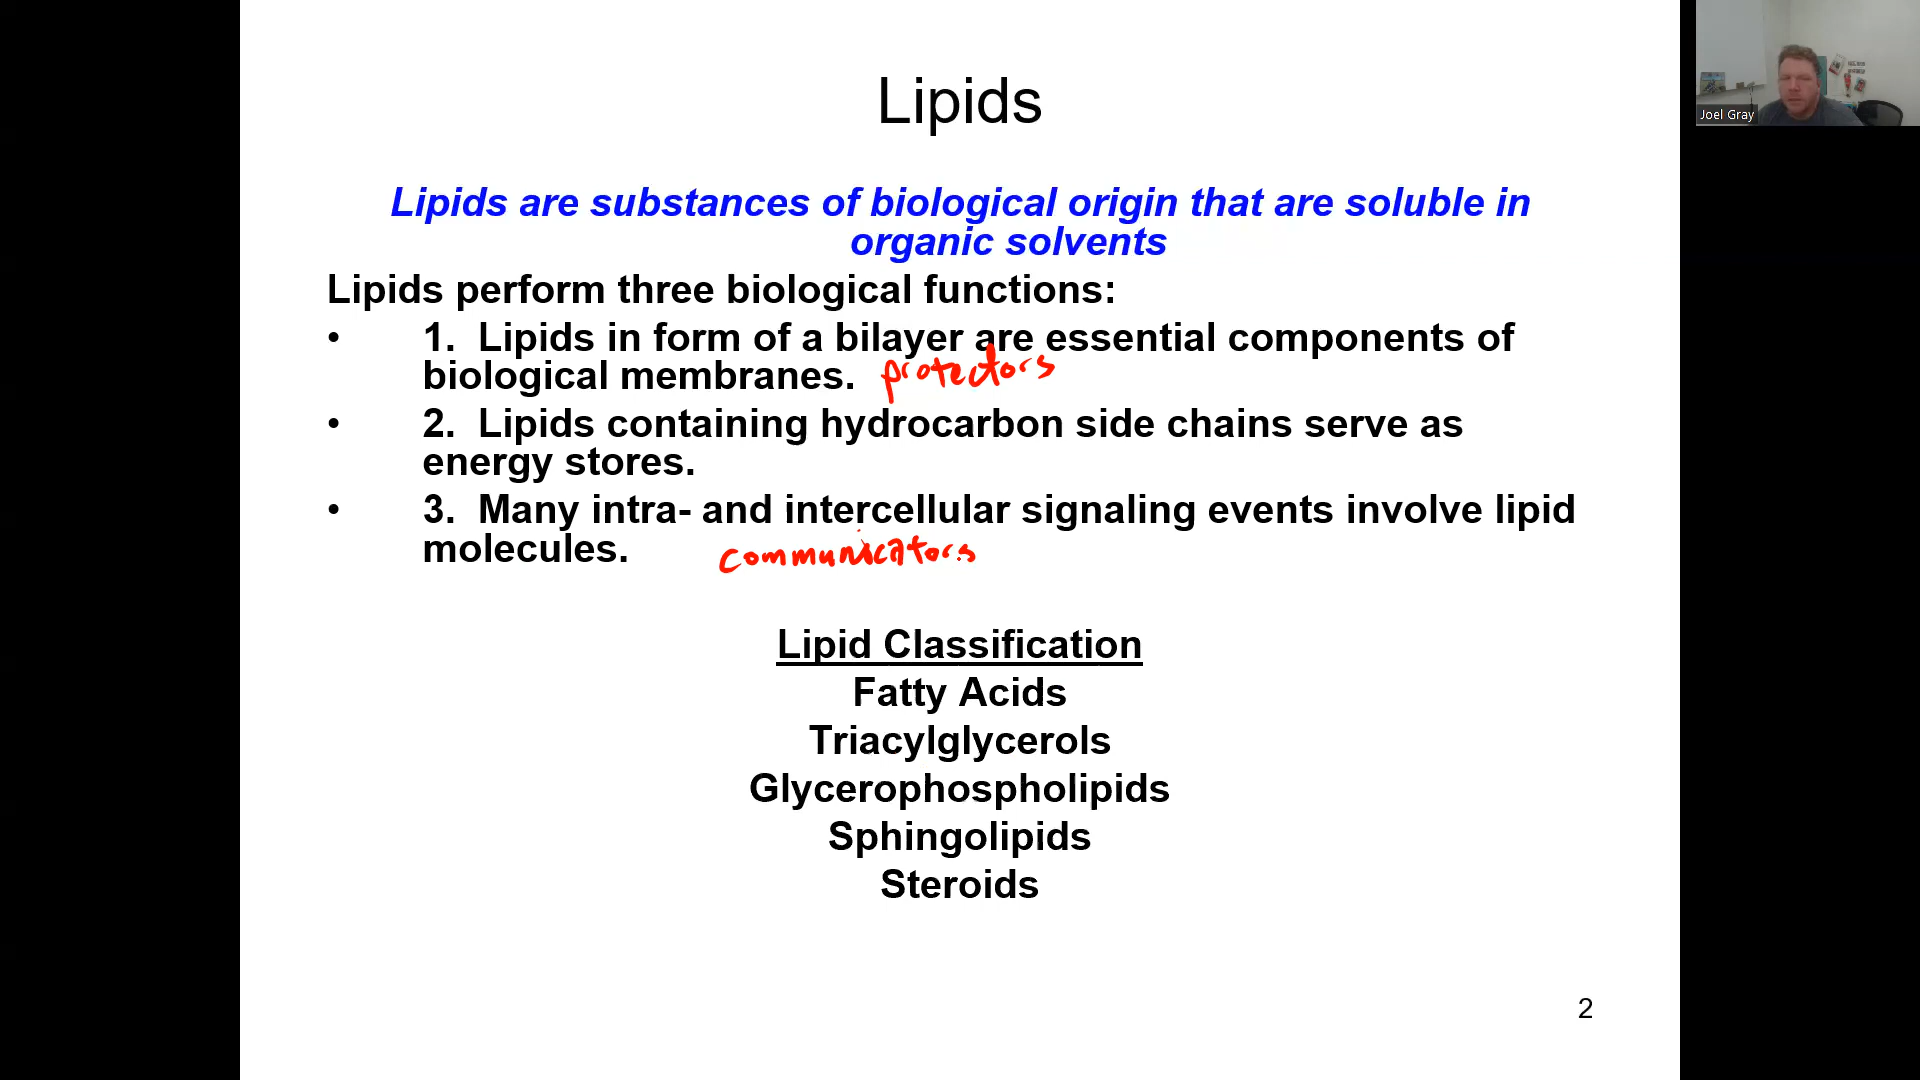 Lipids
Joel Gray
Lipids are substances of biological origin that are soluble in
organic solvents
Lipids perform three biological functions:
• 1. Lipids in form of a bilayer are essential components of
biological membranes. protectors
• 2. Lipids containing hydrocarbon side chains serve as
energy stores.
• 3. Many intra- and intercellular signaling events involve lipid
molecules. communicators
Lipid Classification
Fatty Acids
Triacylglycerols
Glycerophospholipids
Sphingolipids
Steroids
2